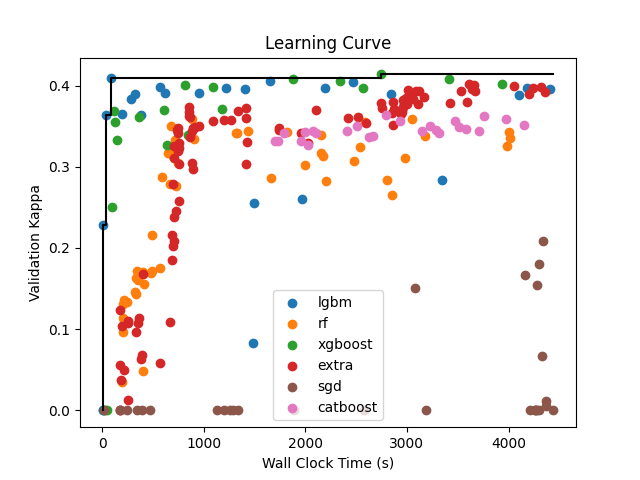 Learning Curve
Validation Kappa
0.4
0.3
0.2
0.1
0.0
lgbm
rf
xgboost
extra
sgd
catboost
0 1000 2000 3000 4000
Wall Clock Time (s)